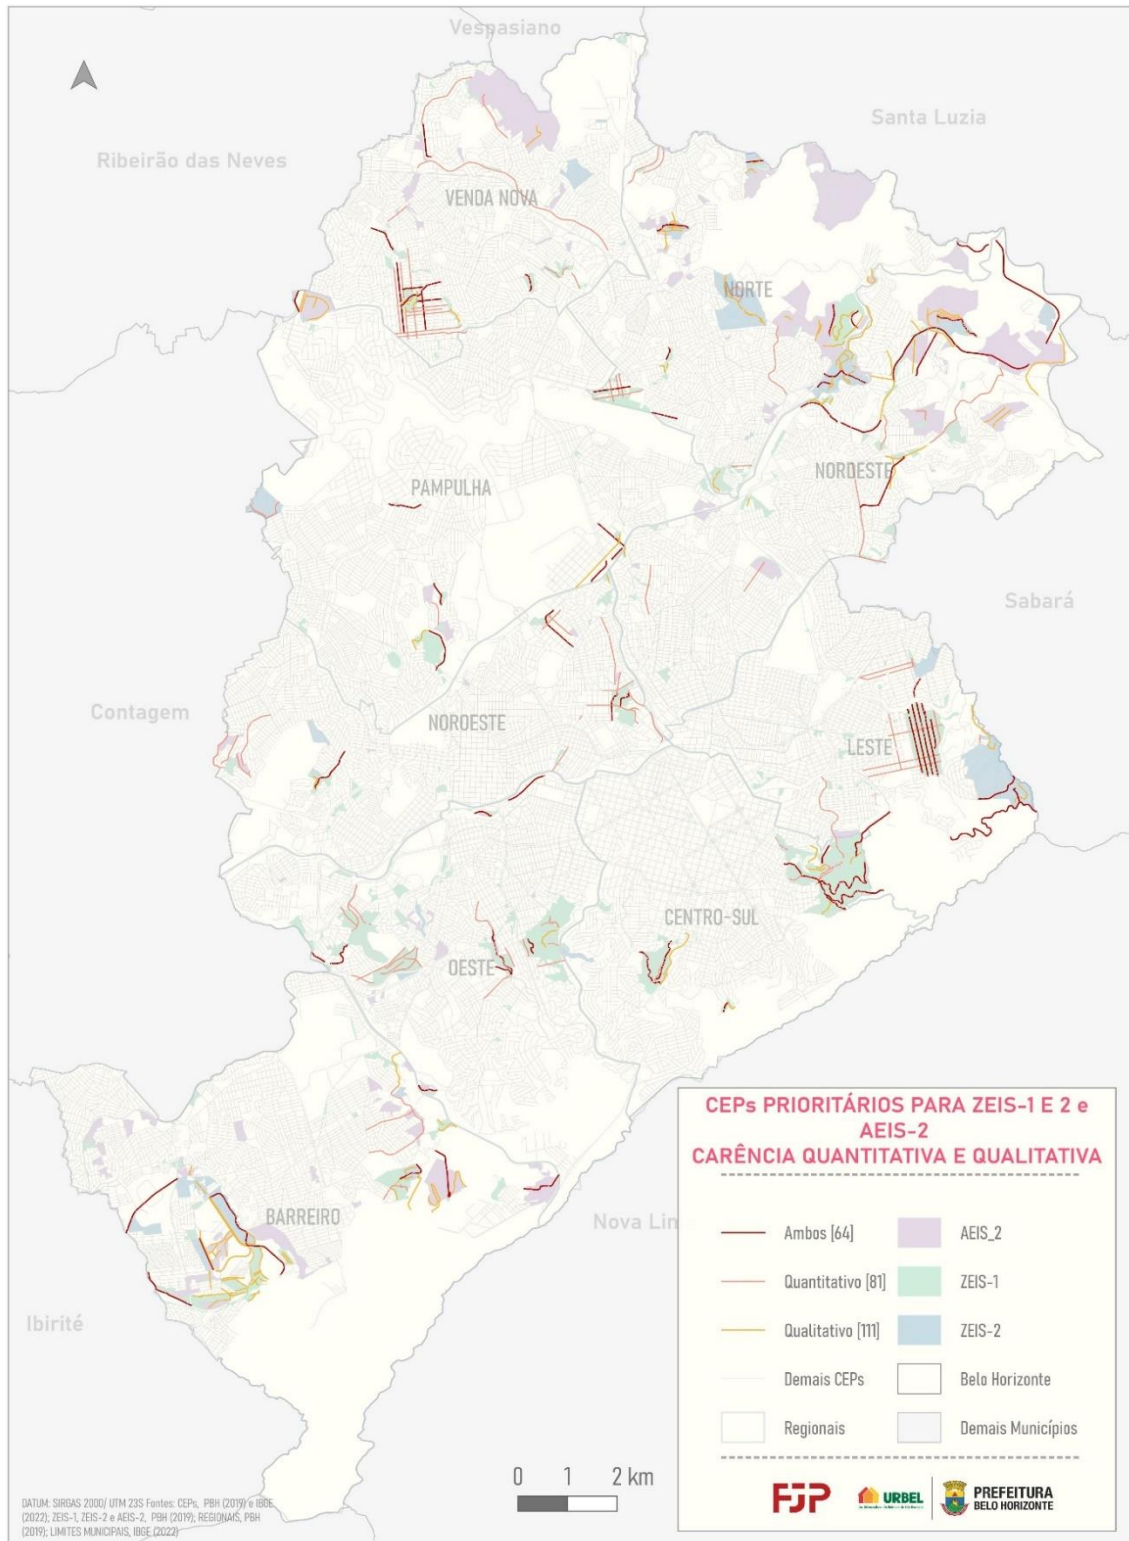 Vespasiano
Santa Luzia
Ribeirão das Neves
VENDA NOVA
NORTE
NORDESTE
PAMPULHA
Sabará
Contagem
NOROESTE
LESTE
CENTRO-SUL
OESTE
BARREIRO
Nova Lim
Ibirité
CEPs PRIORITÁRIOS PARA ZEIS-1 E 2 e
AEIS-2
CARÊNCIA QUANTITATIVA E QUALITATIVA
Ambos [64]
AEIS_2
Quantitativo [81]
ZEIS-1
Qualitativo [111]
ZEIS-2
Demais CEPs
Belo Horizonte
Regionais
Demais Municípios
0 1 2 km
FJP
URBEL
PREFEITURA
BELO HORIZONTE
DATUM: SIRGAS 2000/ UTM 23S Fontes: CEPs, PBH (2019) e IBGE
(2022); ZEIS-1, ZEIS-2 e AEIS-2, PBH (2019); REGIONAIS, PBH
(2019); LIMITES MUNICIPAIS, IBGE (2022)